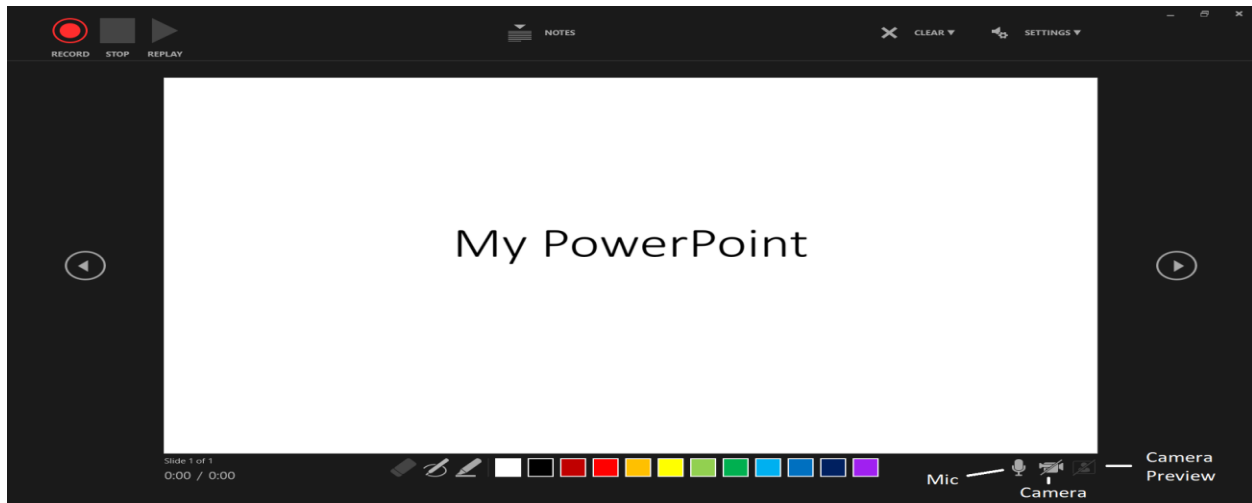 RECORD STOP REPLAY
NOTES
CLEAR
SETTINGS
My PowerPoint
Slide 1 of 1
0:00 / 0:00
Mic
Camera
Camera
Preview